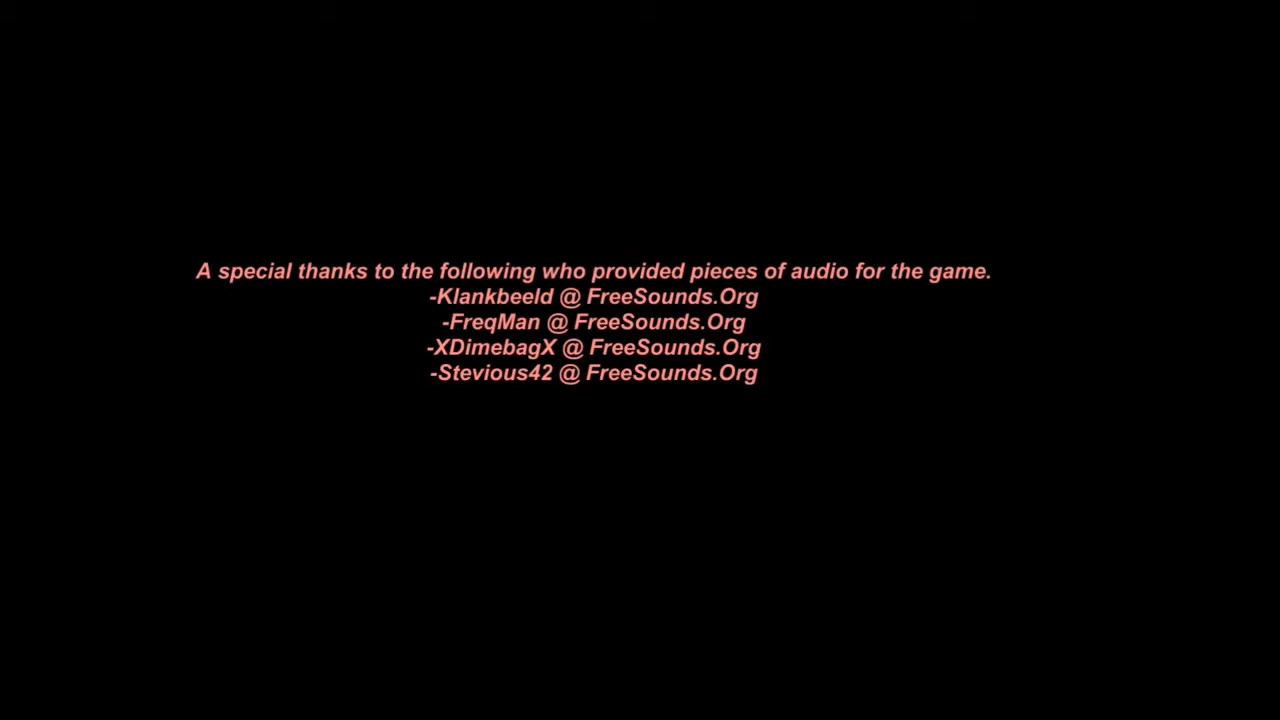 A special thanks to the following who provided pieces of audio for the game.
-Klankbeeld @ FreeSounds.Org
-FreqMan @ FreeSounds.Org
-XDimebagX @ FreeSounds.Org
-Stevious42 @ FreeSounds.Org